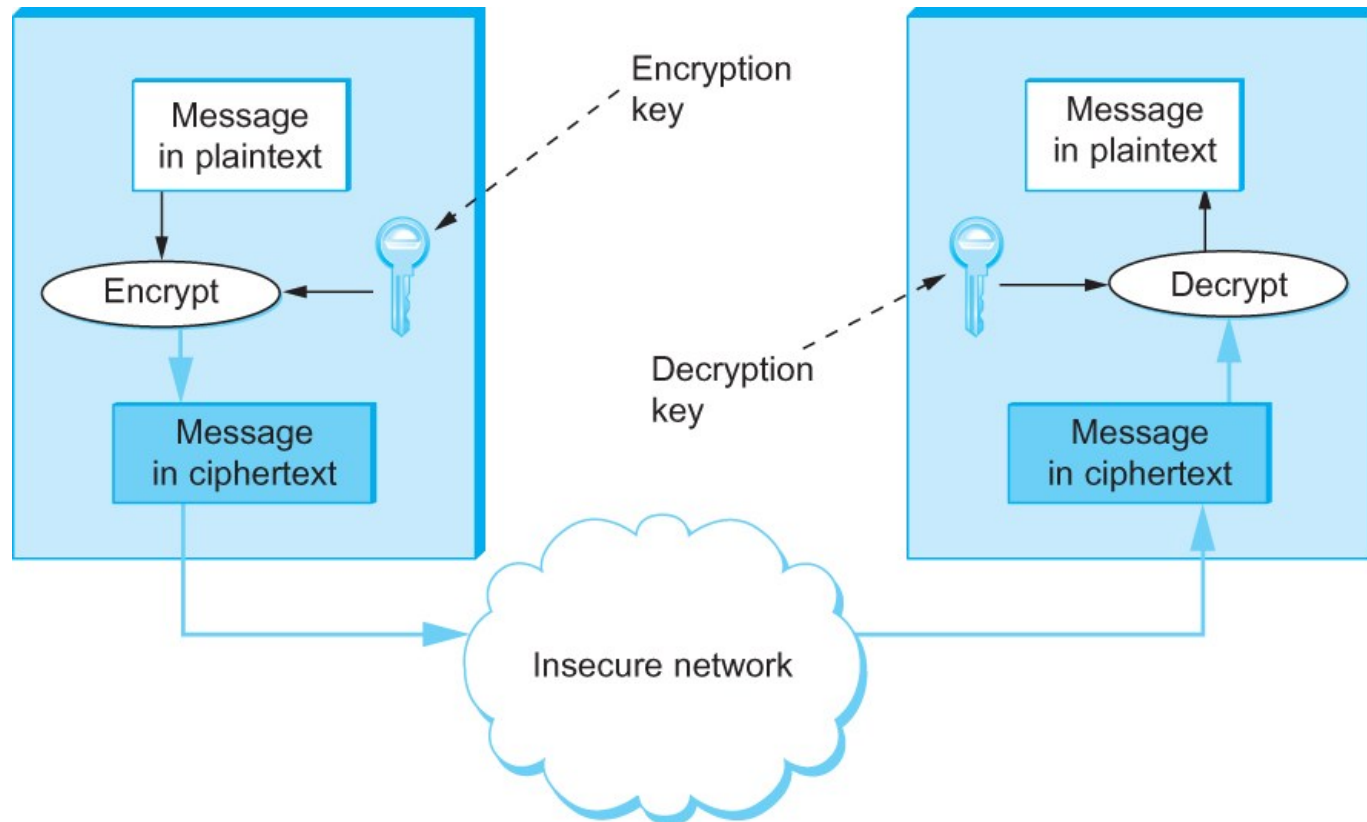 Message
in plaintext
Encrypt
Message
in ciphertext
Encryption
key
Decryption
key
Insecure network
Message
in plaintext
Decrypt
Message
in ciphertext